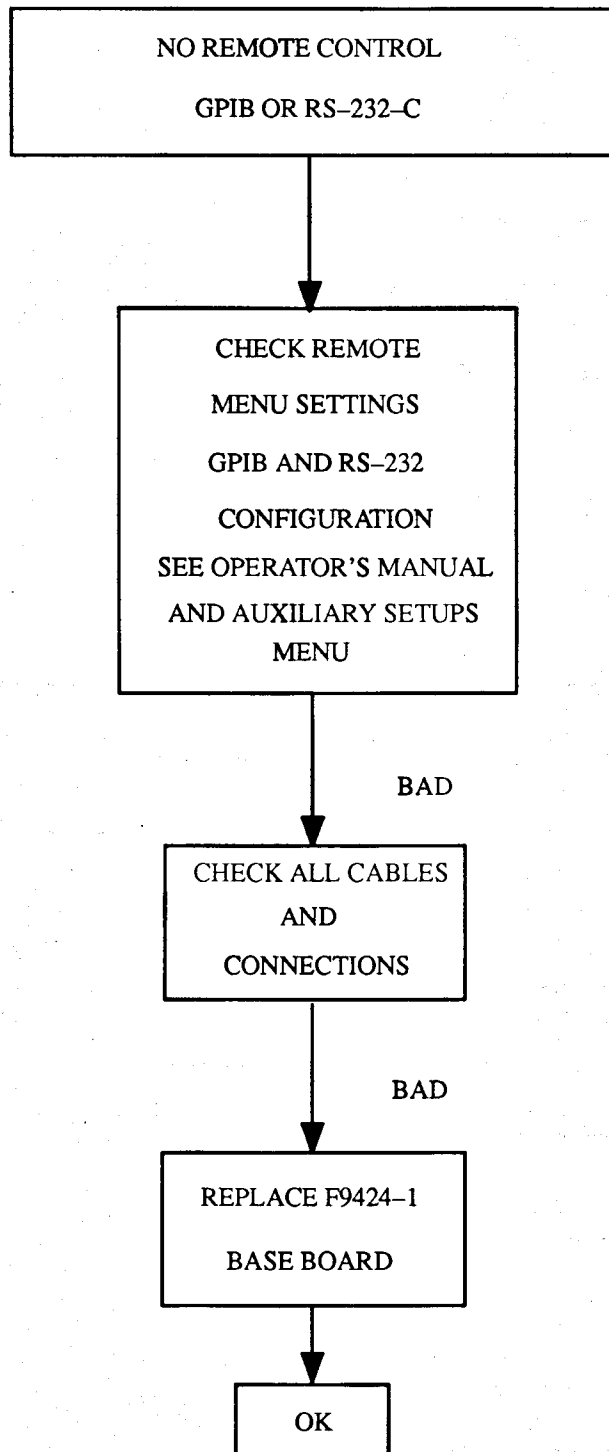 NO REMOTE CONTROL
GPIB OR RS–232–C
CHECK REMOTE
MENU SETTINGS
GPIB AND RS–232
CONFIGURATION
SEE OPERATOR'S MANUAL
AND AUXILIARY SETUPS
MENU
BAD
CHECK ALL CABLES
AND
CONNECTIONS
BAD
REPLACE F9424–1
BASE BOARD
OK